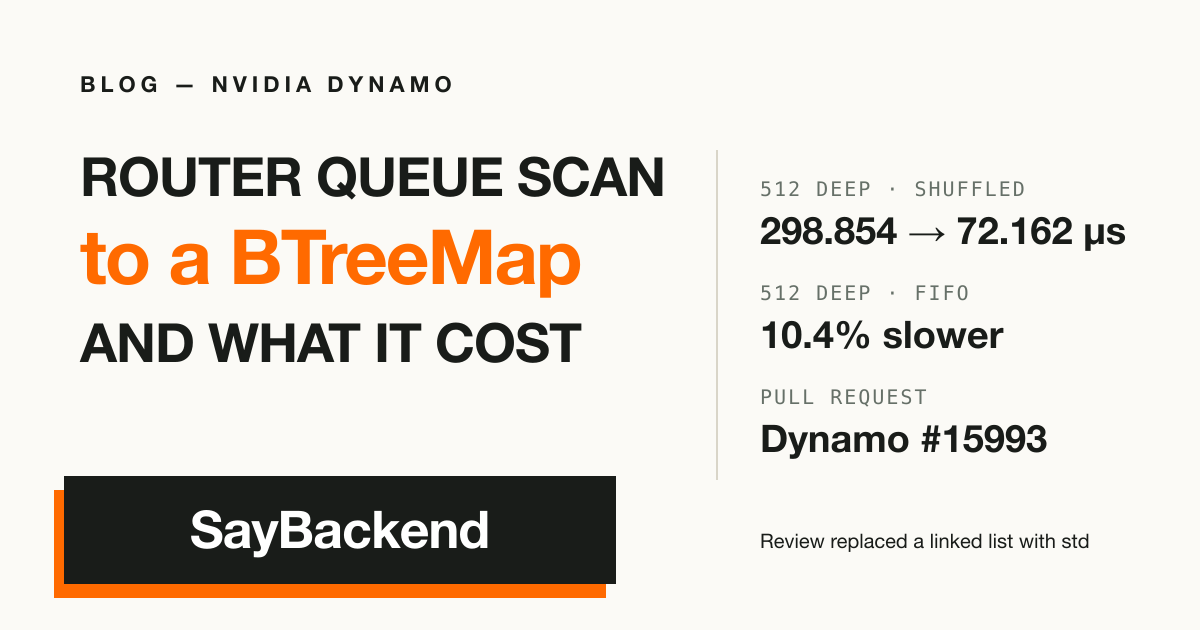 BLOG — NVIDIA DYNAMO
ROUTER QUEUE SCAN
to a BTreeMap
AND WHAT IT COST
SayBackend
512 DEEP · SHUFFLED
298.854 → 72.162 µs
512 DEEP · FIFO
10.4% slower
PULL REQUEST
Dynamo #15993
Review replaced a linked list with std